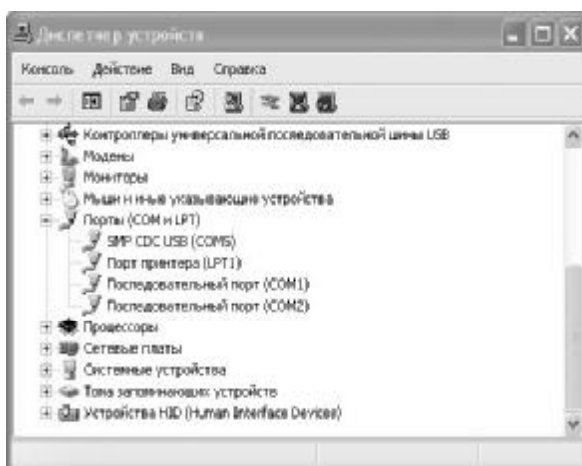 Диспетчер устройств
Консоль Действие Вид Справка
Контроллеры универсальной последовательной шины USB
Модемы
Мониторы
Мыши и иные указывающие устройства
Порты (COM и LPT)
SMP CDC USB (COM5)
Порт принтера (LPT1)
Последовательный порт (COM1)
Последовательный порт (COM2)
Процессоры
Сетевые платы
Системные устройства
Тома запоминающих устройств
Устройства HID (Human Interface Devices)